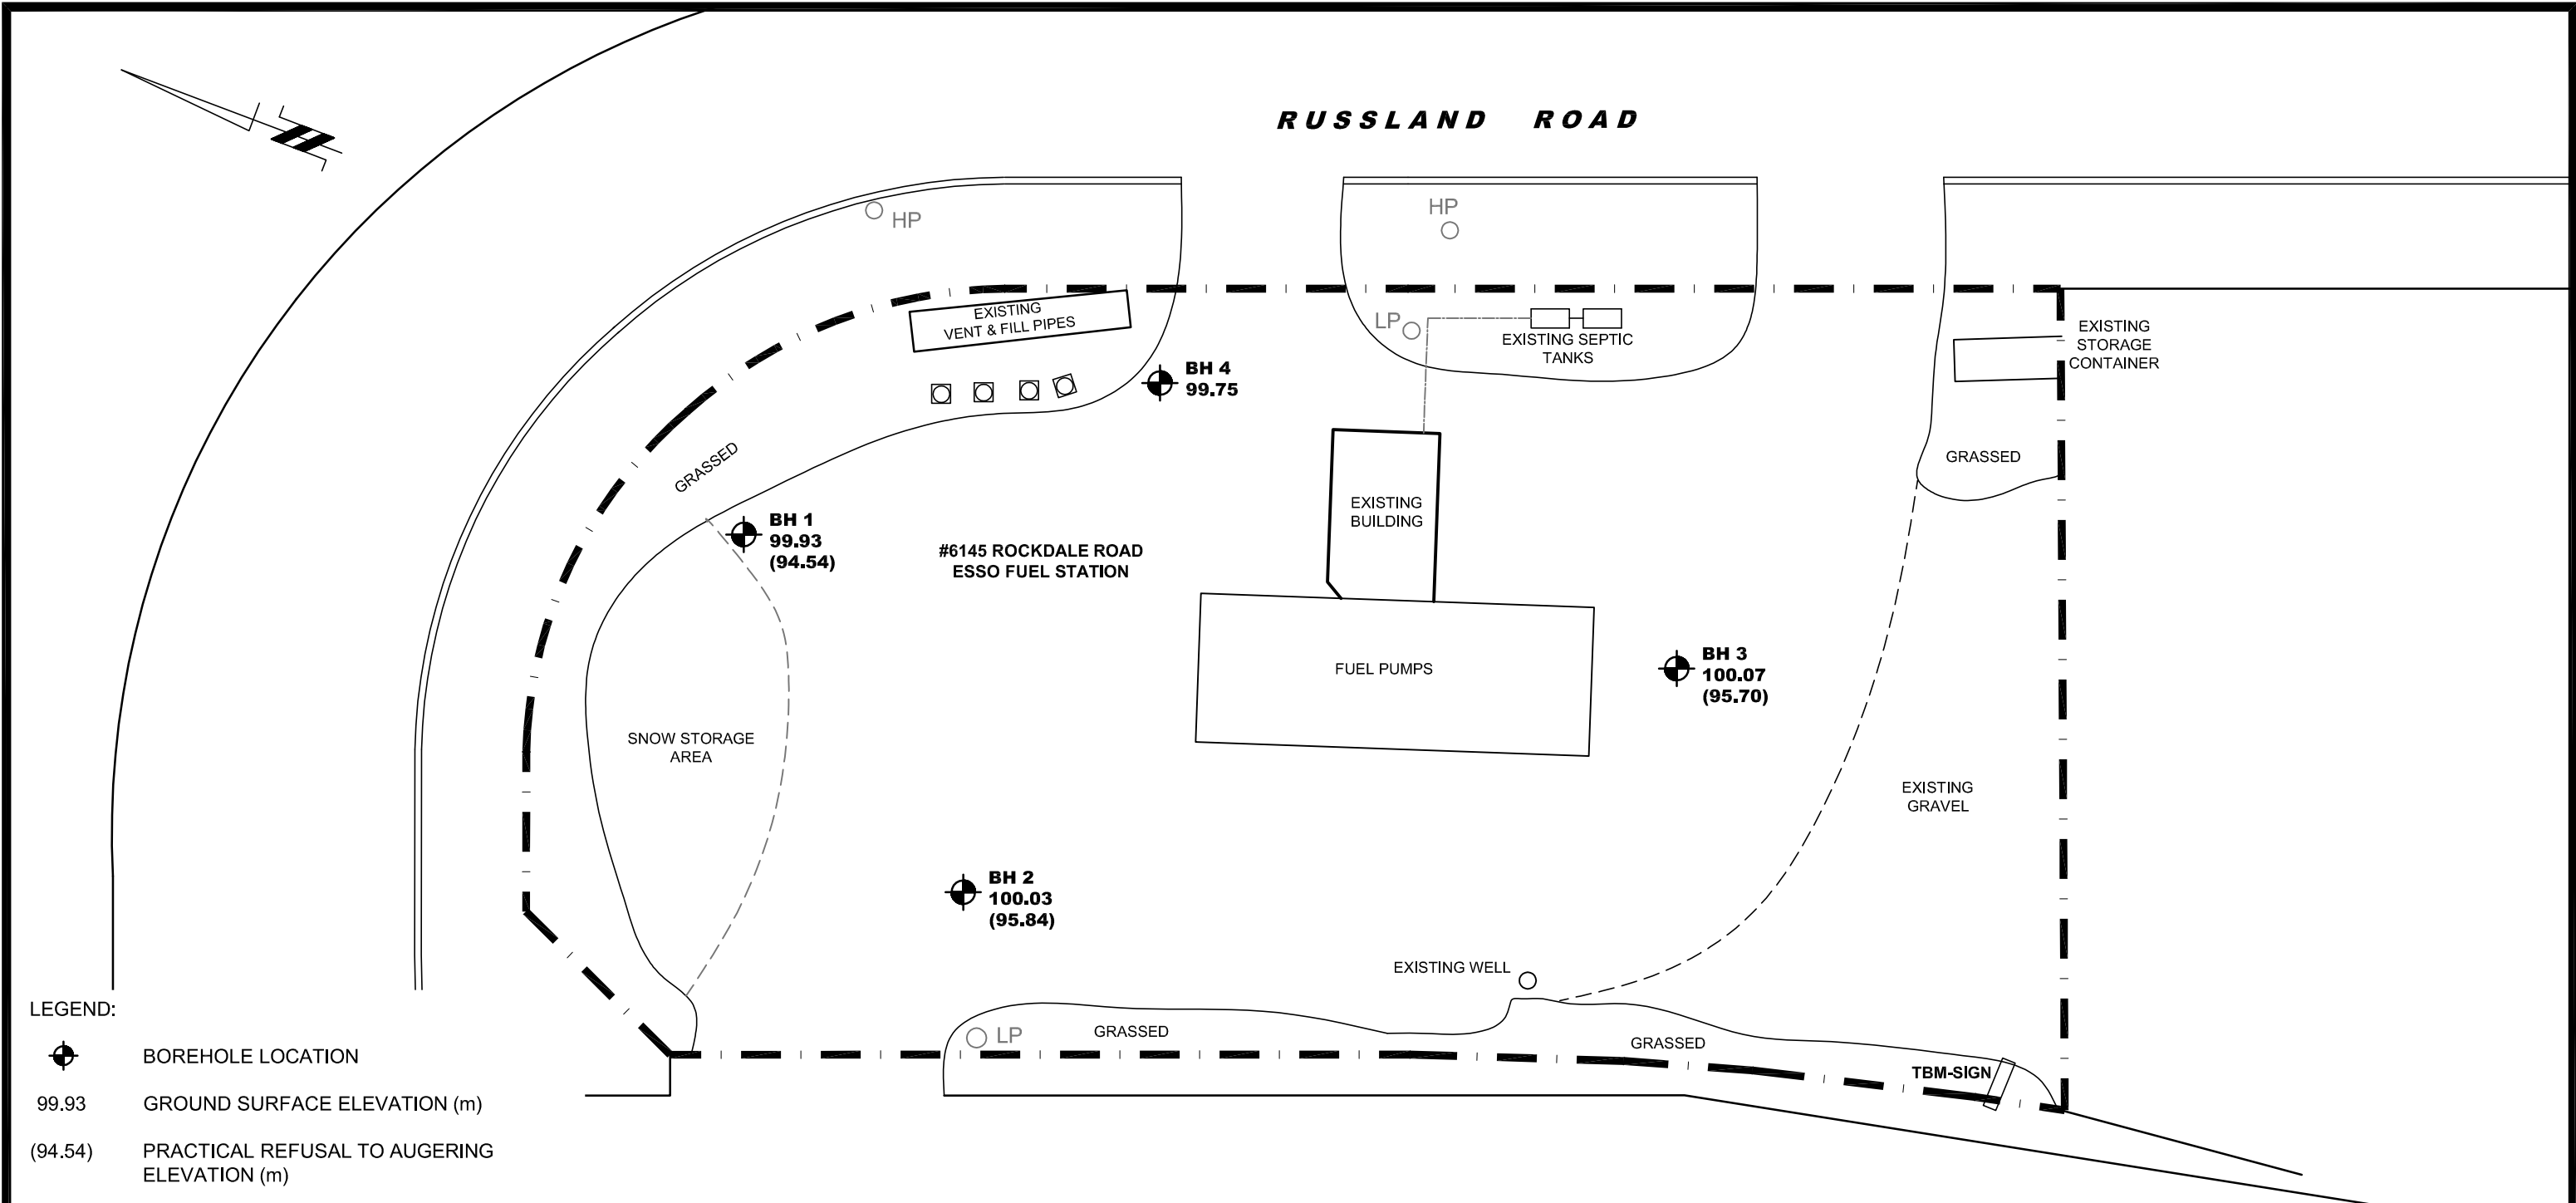 RUSSLAND ROAD
HP
HP
EXISTING
VENT & FILL PIPES
LP
EXISTING SEPTIC
TANKS
EXISTING
STORAGE
CONTAINER
BH 4
99.75
GRASSED
GRASSED
BH 1
99.93
(94.54)
EXISTING
BUILDING
#6145 ROCKDALE ROAD
ESSO FUEL STATION
FUEL PUMPS
BH 3
100.07
(95.70)
SNOW STORAGE
AREA
EXISTING
GRAVEL
BH 2
100.03
(95.84)
EXISTING WELL
LP
GRASSED
GRASSED
TBM-SIGN
LEGEND:
BOREHOLE LOCATION
99.93 GROUND SURFACE ELEVATION (m)
(94.54) PRACTICAL REFUSAL TO AUGERING
ELEVATION (m)